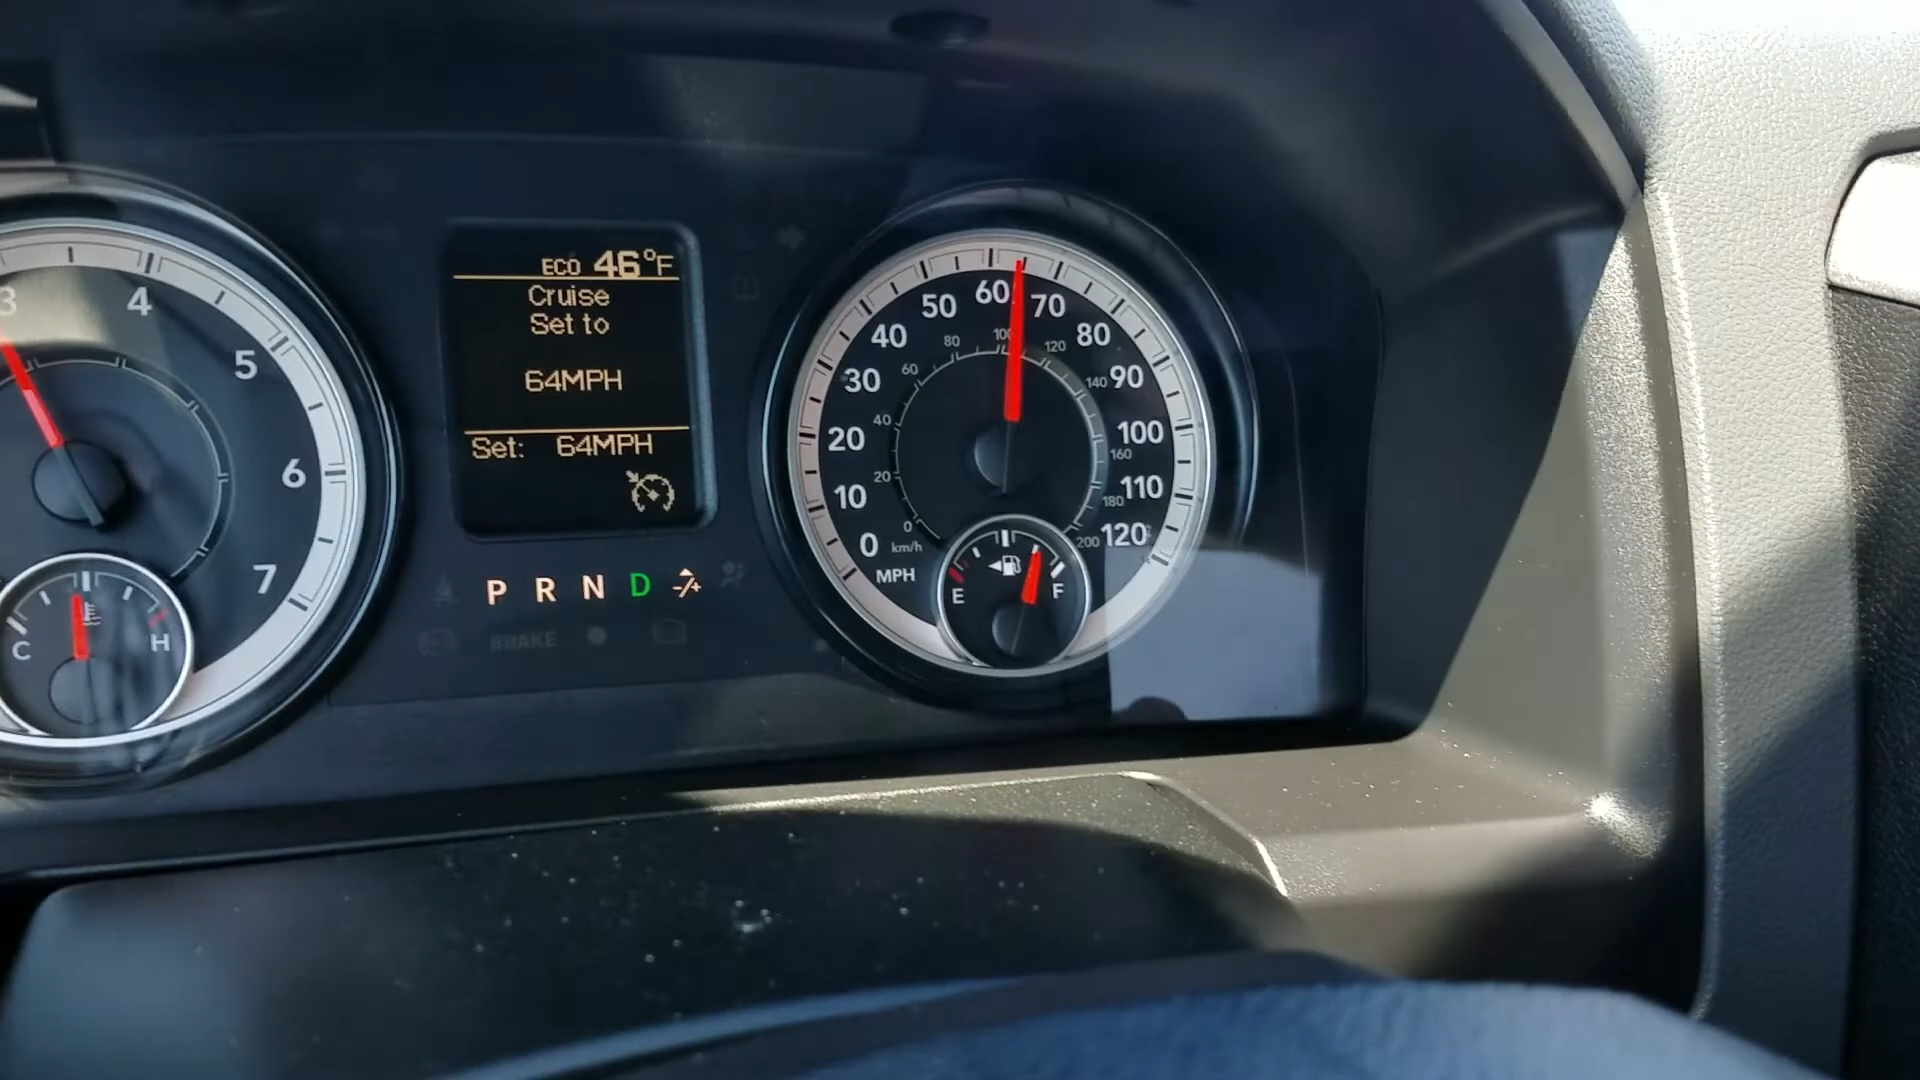 3
4
5
6
7
C
H
ECO 46°F
Cruise
Set to
64MPH
Set: 64MPH
P R N D -/+
BRAKE
0
10
20
30
40
50
60
70
80
90
100
110
120
MPH
0
20
40
60
80
100
120
140
160
180
200
km/h
E
F